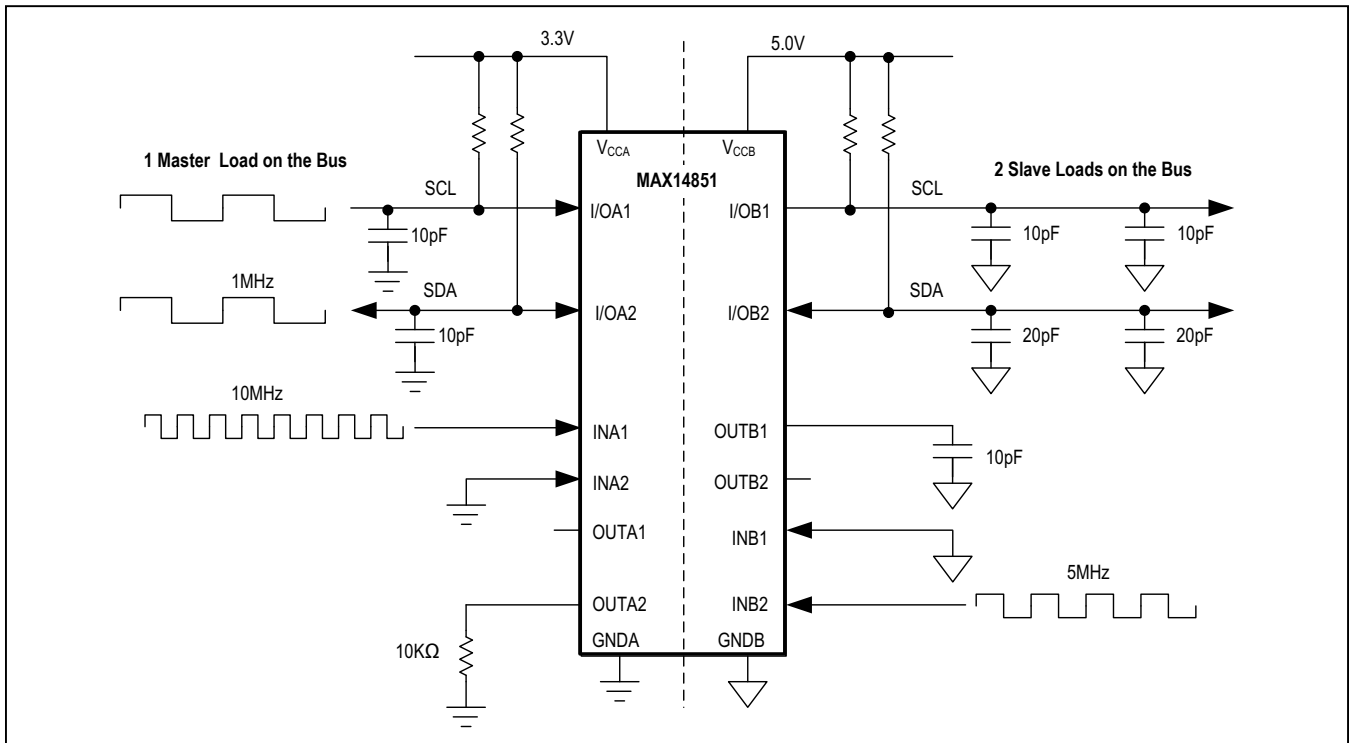 3.3V
5.0V
1 Master Load on the Bus
2 Slave Loads on the Bus
VCCA
VCCB
MAX14851
SCL
I/OA1
I/OB1
SCL
10pF
10pF
10pF
1MHz
SDA
I/OA2
I/OB2
SDA
10pF
20pF
20pF
10MHz
INA1
OUTB1
10pF
INA2
OUTB2
OUTA1
INB1
5MHz
OUTA2
INB2
10KΩ
GNDA
GNDB